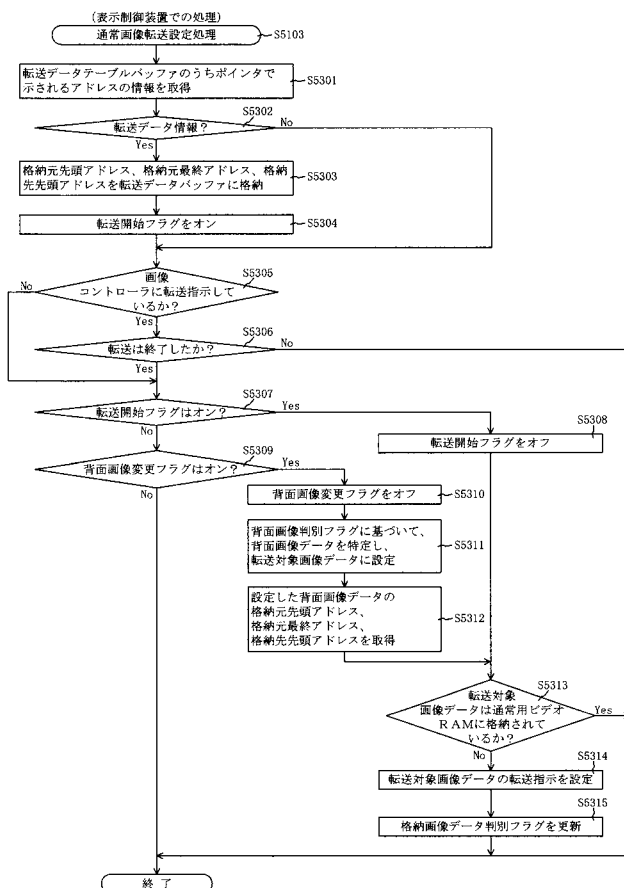 (表示制御装置での処理)
通常画像転送設定処理
S5103
転送データテーブルバッファのうちポインタで
示されるアドレスの情報を取得
S5301
S5302
転送データ情報?
No
Yes
格納元先頭アドレス、格納元最終アドレス、格納
先先頭アドレスを転送データバッファに格納
S5303
転送開始フラグをオン
S5304
S5305
画像
コントローラに転送指示して
いるか?
No
Yes
S5306
転送は終了したか?
No
Yes
S5307
転送開始フラグはオン?
Yes
No
S5308
転送開始フラグをオフ
S5309
背面画像変更フラグはオン?
Yes
No
背面画像変更フラグをオフ
S5310
背面画像判別フラグに基づいて、
背面画像データを特定し、
転送対象画像データに設定
S5311
設定した背面画像データの
格納元先頭アドレス、
格納元最終アドレス、
格納先先頭アドレスを取得
S5312
S5313
転送対象
画像データは通常用ビデオ
RAMに格納されて
いるか?
Yes
No
S5314
転送対象画像データの転送指示を設定
S5315
格納画像データ判別フラグを更新
終了